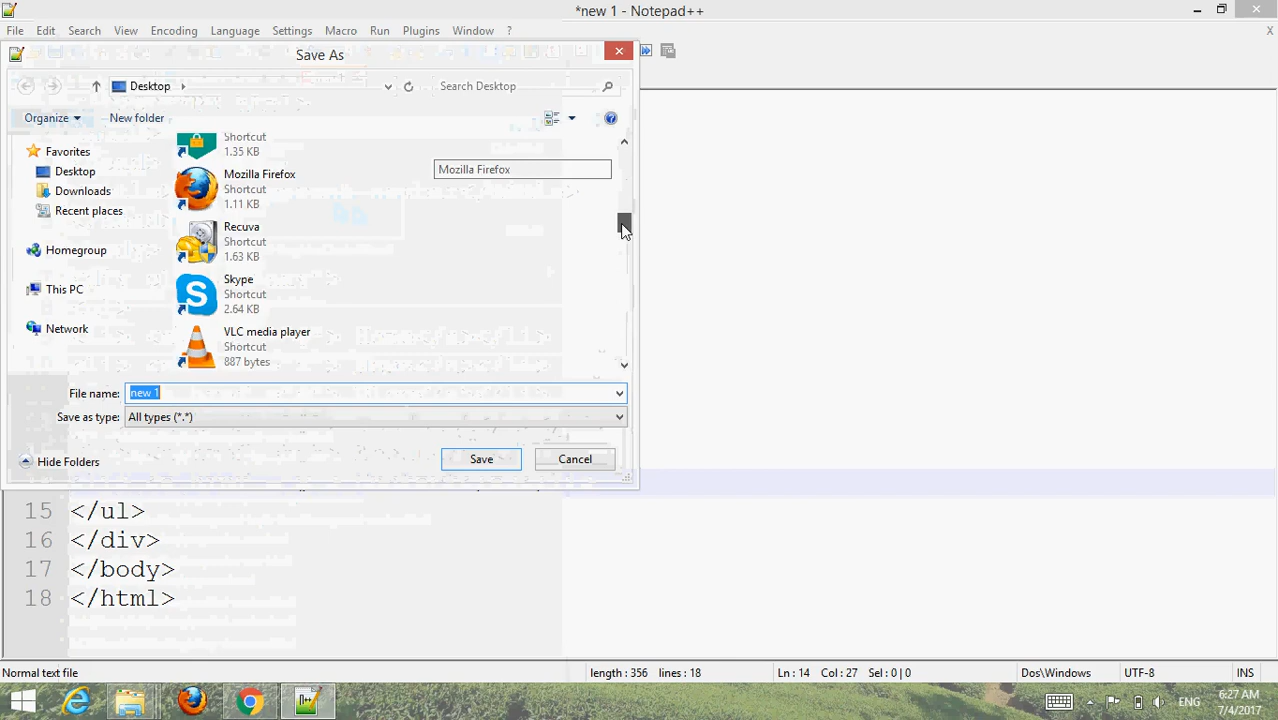 *new 1 - Notepad++
File Edit Search View Encoding Language Settings Macro Run Plugins Window ? X
Save As
Desktop
Search Desktop
Organize New folder
Favorites
Desktop
Downloads
Recent places
Homegroup
This PC
Network
Shortcut
1.35 KB
Mozilla Firefox
Shortcut
1.11 KB
Mozilla Firefox
Recuva
Shortcut
1.63 KB
Skype
Shortcut
2.64 KB
VLC media player
Shortcut
887 bytes
File name: new 1
Save as type: All types (*.*)
Hide Folders Save Cancel
15 </ul>
16 </div>
17 </body>
18 </html>
Normal text file length : 356 lines : 18 Ln : 14 Col : 27 Sel : 0 | 0 Dos\Windows UTF-8 INS
ENG
6:27 AM
7/4/2017